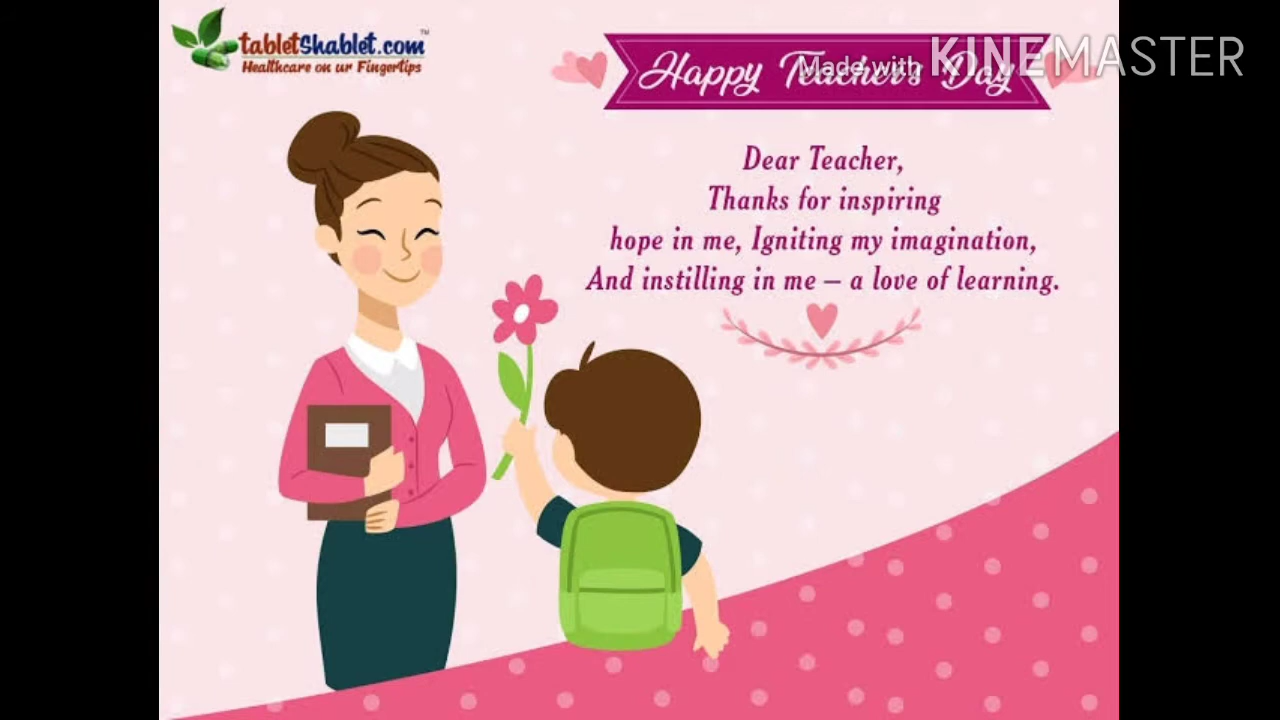 tabletShablet.com™
Healthcare on ur Fingertips
Happy Teacher's Day
Made with KINEMASTER
Dear Teacher,
Thanks for inspiring
hope in me, Igniting my imagination,
And instilling in me – a love of learning.